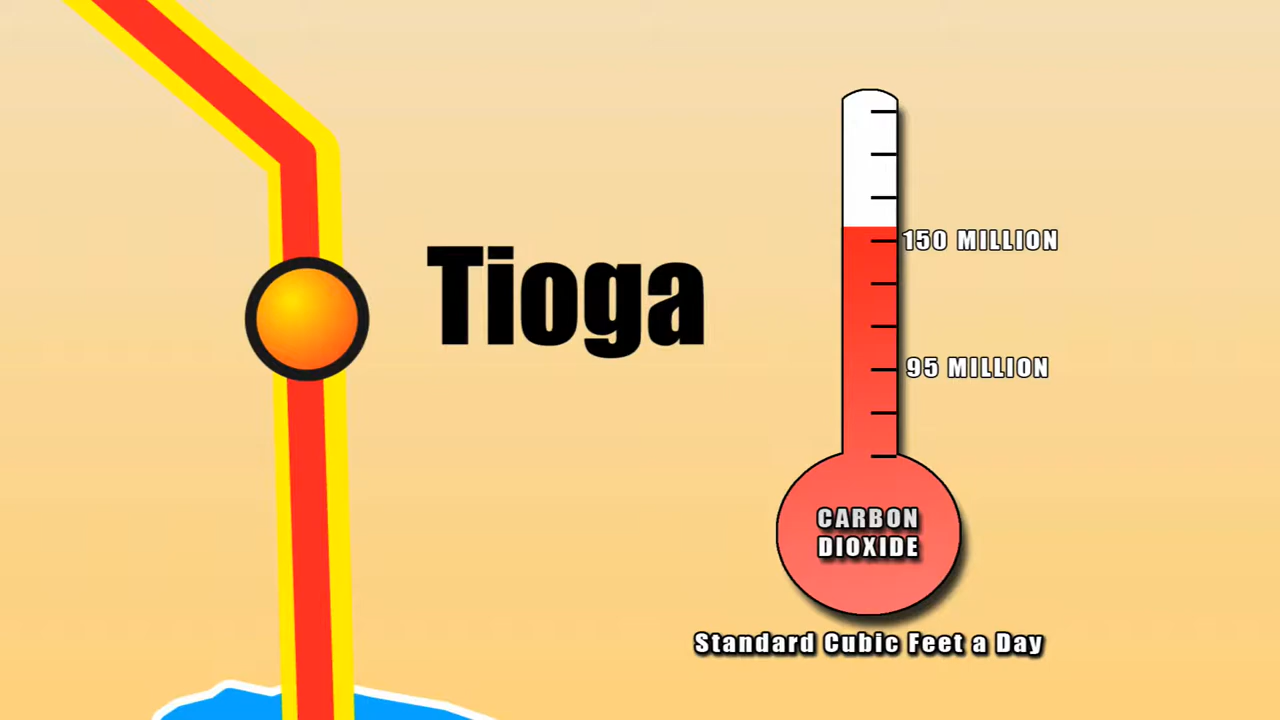 Tioga
150 MILLION
95 MILLION
CARBON
DIOXIDE
Standard Cubic Feet a Day